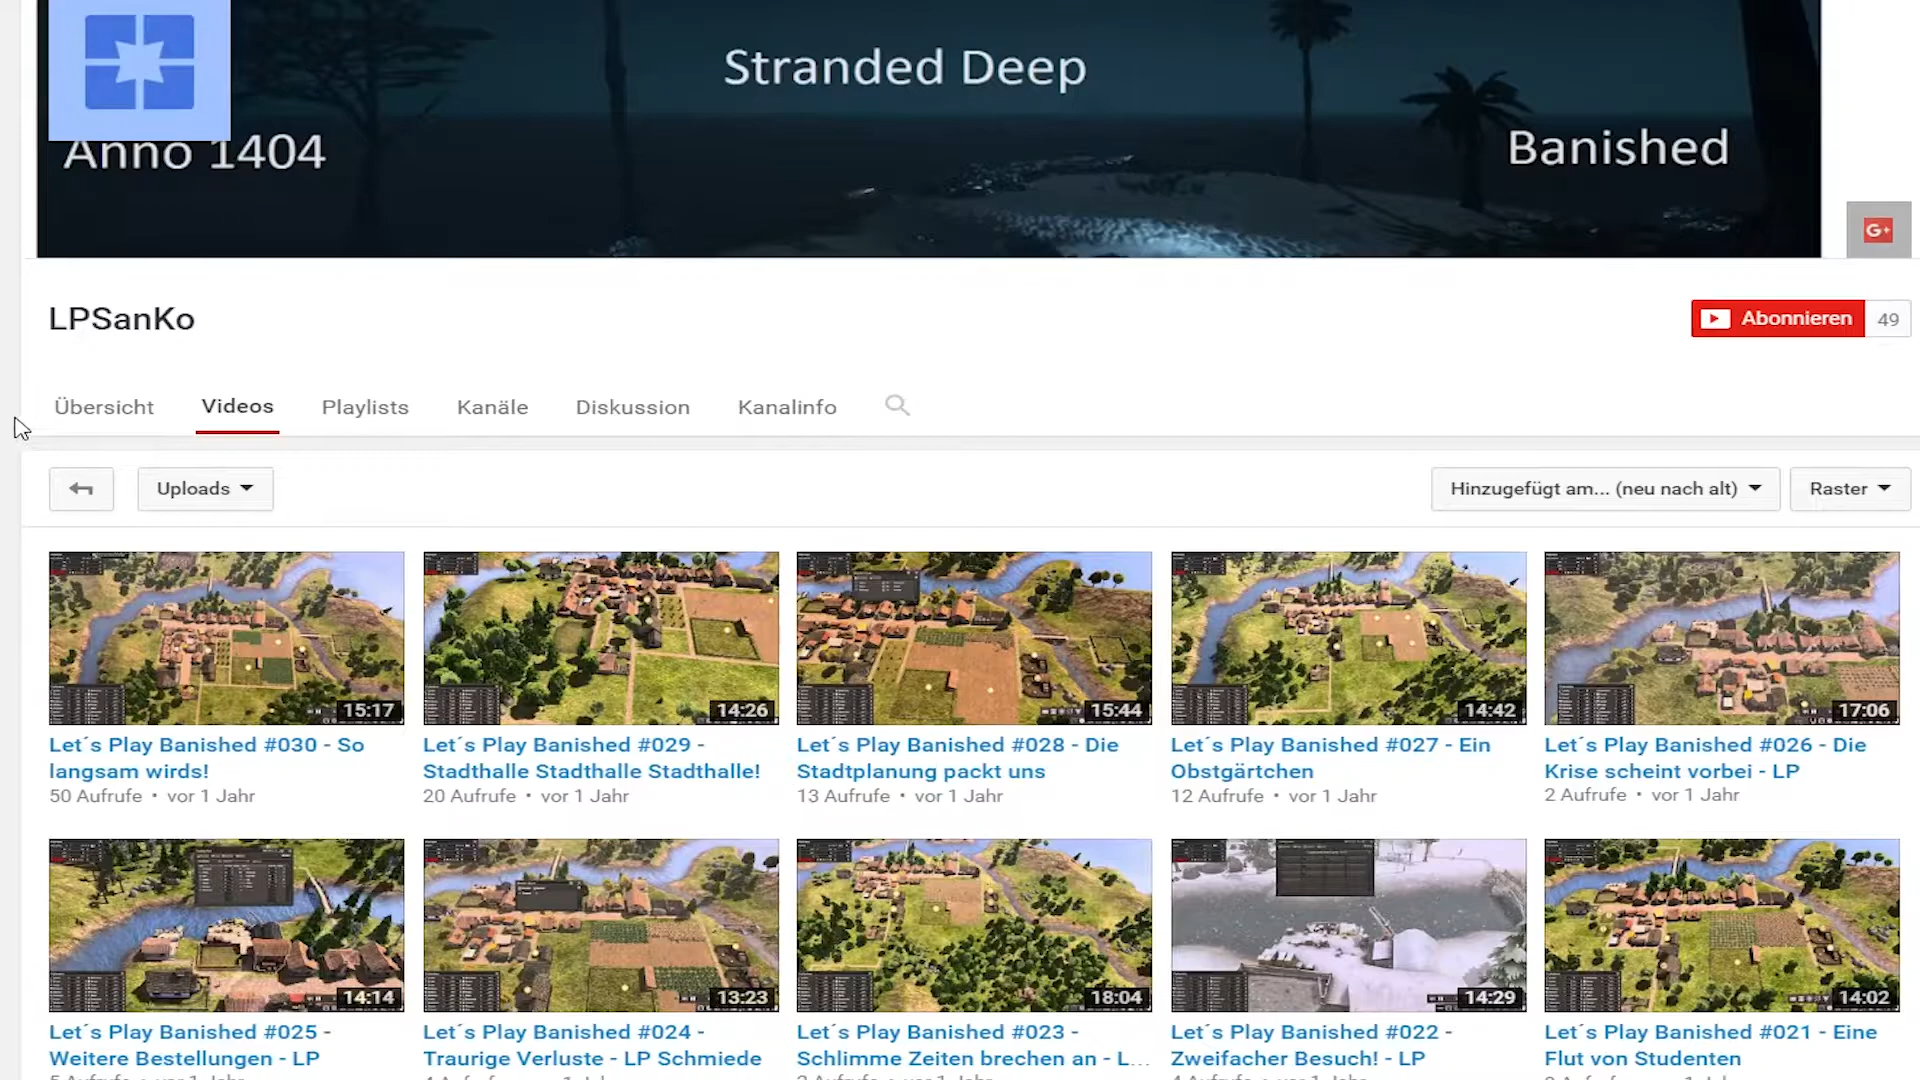 Stranded Deep
Anno 1404
Banished
G+
LPSanKo
Abonnieren 49
Übersicht Videos Playlists Kanäle Diskussion Kanalinfo
Uploads Hinzugefügt am... (neu nach alt) Raster
15:17 14:26 15:44 14:42 17:06
Let´s Play Banished #030 - So
langsam wirds!
50 Aufrufe • vor 1 Jahr
Let´s Play Banished #029 -
Stadthalle Stadthalle Stadthalle!
20 Aufrufe • vor 1 Jahr
Let´s Play Banished #028 - Die
Stadtplanung packt uns
13 Aufrufe • vor 1 Jahr
Let´s Play Banished #027 - Ein
Obstgärtchen
12 Aufrufe • vor 1 Jahr
Let´s Play Banished #026 - Die
Krise scheint vorbei - LP
2 Aufrufe • vor 1 Jahr
14:14 13:23 18:04 14:29 14:02
Let´s Play Banished #025 -
Weitere Bestellungen - LP
Let´s Play Banished #024 -
Traurige Verluste - LP Schmiede
Let´s Play Banished #023 -
Schlimme Zeiten brechen an - L...
Let´s Play Banished #022 -
Zweifacher Besuch! - LP
Let´s Play Banished #021 - Eine
Flut von Studenten